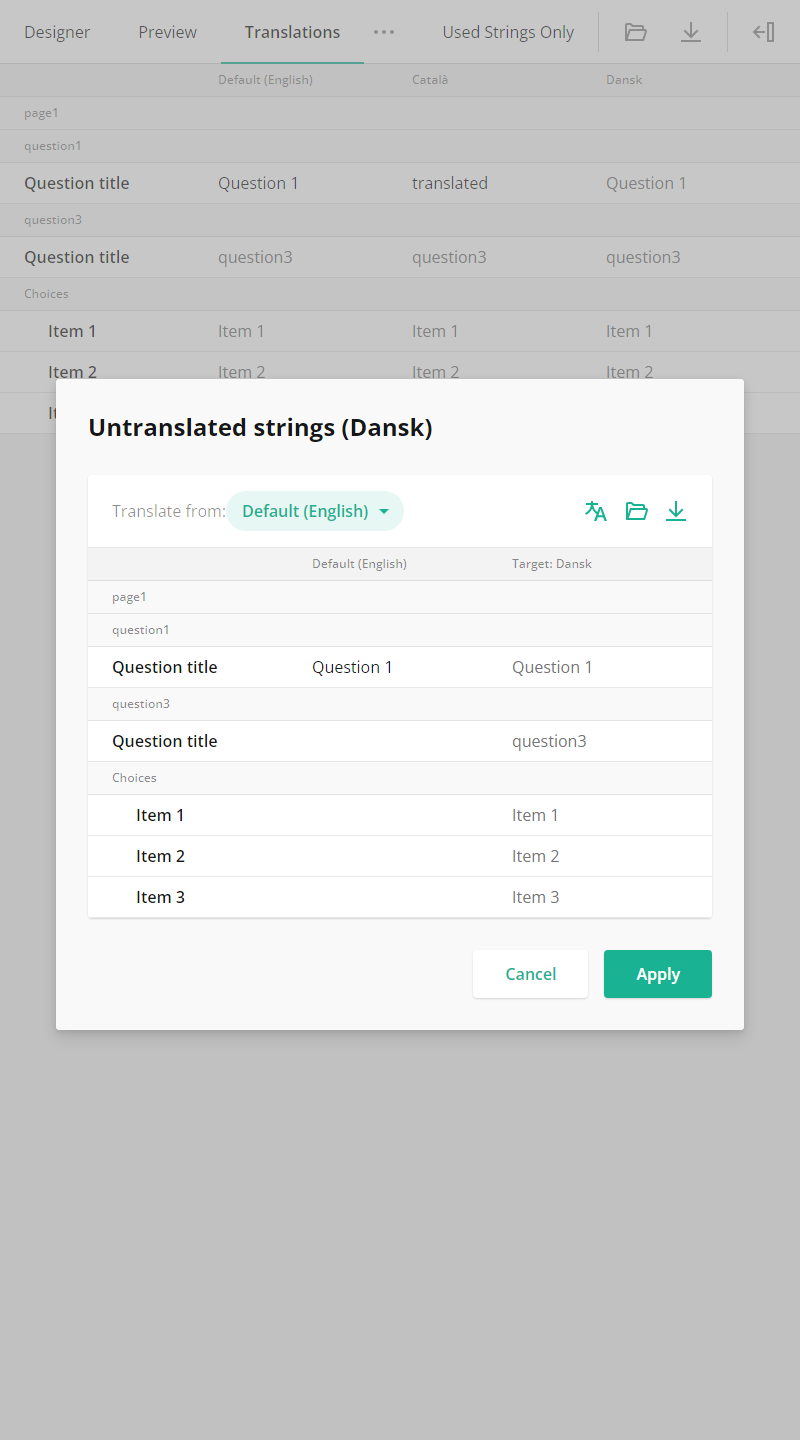 Designer Preview Translations Used Strings Only
Default (English) Català Dansk
page1
question1
Question title Question 1 translated Question 1
question3
Question title question3 question3 question3
Choices
Item 1 Item 1 Item 1 Item 1
Item 2 Item 2 Item 2 Item 2
Untranslated strings (Dansk)
Translate from: Default (English)
Default (English) Target: Dansk
page1
question1
Question title Question 1 Question 1
question3
Question title question3
Choices
Item 1 Item 1
Item 2 Item 2
Item 3 Item 3
Cancel Apply